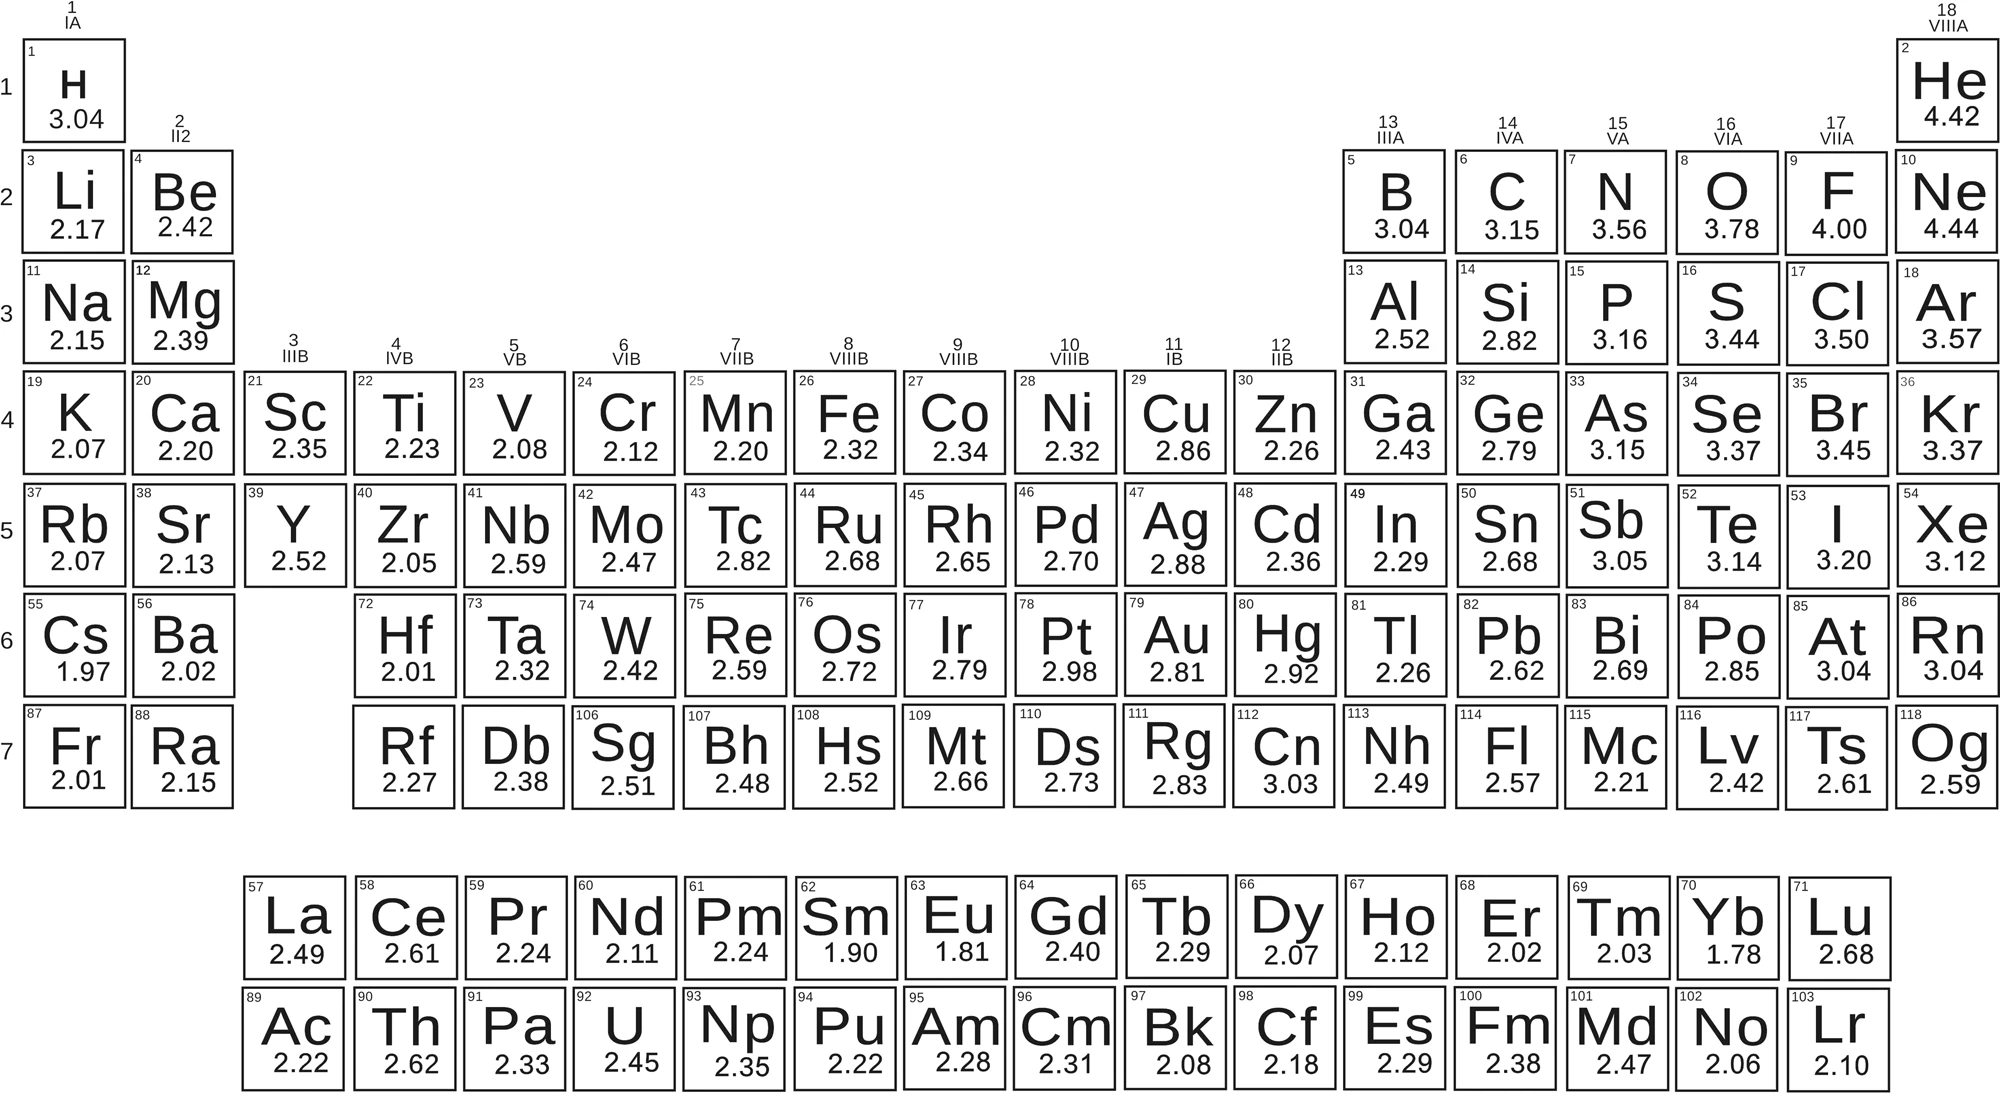 1 18
IA VIIIA
1 2
1 H He
3.04 4.42
2 13 14 15 16 17
II2 IIIA IVA VA VIA VIIA
3 4 5 6 7 8 9 10
2 Li Be B C N O F Ne
2.17 2.42 3.04 3.15 3.56 3.78 4.00 4.44
11 12 13 14 15 16 17 18
3 Na Mg Al Si P S Cl Ar
2.15 2.39 2.52 2.82 3.16 3.44 3.50 3.57
3 4 5 6 7 8 9 10 11 12
IIIB IVB VB VIB VIIB VIIIB VIIIB VIIIB IB IIB
19 20 21 22 23 24 25 26 27 28 29 30 31 32 33 34 35 36
4 K Ca Sc Ti V Cr Mn Fe Co Ni Cu Zn Ga Ge As Se Br Kr
2.07 2.20 2.35 2.23 2.08 2.12 2.20 2.32 2.34 2.32 2.86 2.26 2.43 2.79 3.15 3.37 3.45 3.37
37 38 39 40 41 42 43 44 45 46 47 48 49 50 51 52 53 54
5 Rb Sr Y Zr Nb Mo Tc Ru Rh Pd Ag Cd In Sn Sb Te I Xe
2.07 2.13 2.52 2.05 2.59 2.47 2.82 2.68 2.65 2.70 2.88 2.36 2.29 2.68 3.05 3.14 3.20 3.12
55 56 72 73 74 75 76 77 78 79 80 81 82 83 84 85 86
6 Cs Ba Hf Ta W Re Os Ir Pt Au Hg Tl Pb Bi Po At Rn
1.97 2.02 2.01 2.32 2.42 2.59 2.72 2.79 2.98 2.81 2.92 2.26 2.62 2.69 2.85 3.04 3.04
87 88 106 107 108 109 110 111 112 113 114 115 116 117 118
7 Fr Ra Rf Db Sg Bh Hs Mt Ds Rg Cn Nh Fl Mc Lv Ts Og
2.01 2.15 2.27 2.38 2.51 2.48 2.52 2.66 2.73 2.83 3.03 2.49 2.57 2.21 2.42 2.61 2.59
57 58 59 60 61 62 63 64 65 66 67 68 69 70 71
La Ce Pr Nd Pm Sm Eu Gd Tb Dy Ho Er Tm Yb Lu
2.49 2.61 2.24 2.11 2.24 1.90 1.81 2.40 2.29 2.07 2.12 2.02 2.03 1.78 2.68
89 90 91 92 93 94 95 96 97 98 99 100 101 102 103
Ac Th Pa U Np Pu Am Cm Bk Cf Es Fm Md No Lr
2.22 2.62 2.33 2.45 2.35 2.22 2.28 2.31 2.08 2.18 2.29 2.38 2.47 2.06 2.10